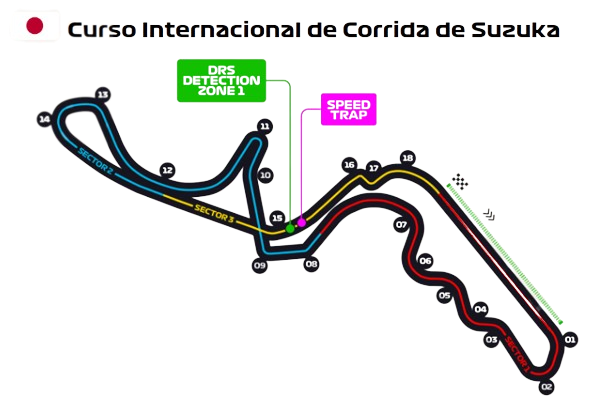 Curso Internacional de Corrida de Suzuka
DRS
DETECTION
ZONE 1
SPEED
TRAP
13
14
11
SECTOR 2
12
10
16
17
18
15
SECTOR 3
07
09
08
06
05
04
03
01
SECTOR 1
02